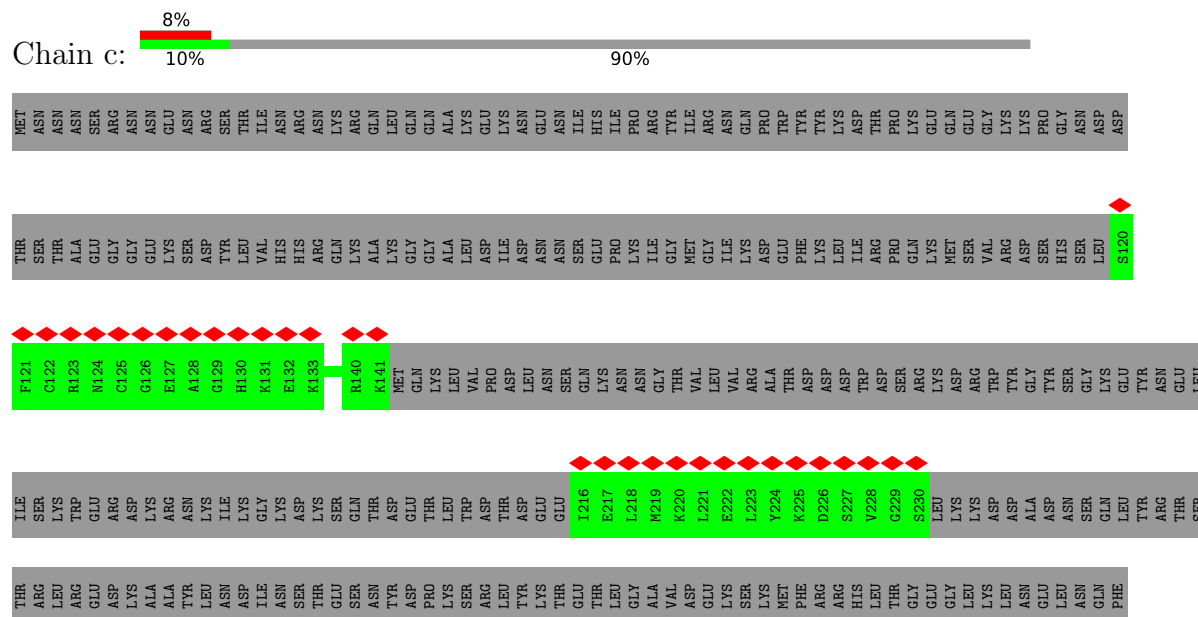 8%
Chain c:
10% 90%
MET ASN ASN ASN SER ARG ASN ASN GLU ASN ARG SER THR ILE ASN ARG ASN LYS ARG GLN LEU GLN GLN ALA LYS GLU LYS ASN GLU ASN ILE HIS ILE PRO ARG TYR ILE ARG ASN GLN PRO TRP TYR TYR LYS ASP THR PRO LYS GLU GLN GLU GLY LYS LYS PRO GLY ASN ASP ASP
THR SER THR ALA GLU GLY GLY GLU LYS SER ASP TYR LEU VAL HIS HIS ARG GLN LYS ALA LYS GLY GLY ALA LEU ASP ILE ASP ASN ASN SER GLU PRO LYS ILE GLY MET GLY ILE LYS ASP GLU PHE LYS LEU ILE ARG PRO GLN LYS MET SER VAL ARG ASP SER HIS SER LEU S120
F121 C122 R123 N124 C125 G126 E127 A128 G129 H130 K131 E132 K133 R140 K141 MET GLN LYS LEU VAL PRO ASP LEU ASN SER GLN LYS ASN ASN GLY THR VAL LEU VAL ARG ALA THR ASP ASP ASP TRP ASP SER ARG LYS ASP ARG TRP TYR GLY TYR SER GLY LYS GLU TYR ASN GLU LEU
ILE SER LYS TRP GLU ARG ASP LYS ARG ASN LYS ILE LYS GLY LYS ASP LYS SER GLN THR ASP GLU THR LEU TRP ASP THR ASP GLU GLU I216 E217 L218 M219 K220 L221 E222 L223 Y224 K225 D226 S227 V228 G229 S230 LEU LYS LYS ASP ASP ALA ASP ASN SER GLN LEU TYR ARG THR SER
THR ARG LEU ARG GLU ASP LYS ALA ALA TYR LEU ASN ASP ILE ASN SER THR GLU SER ASN TYR ASP PRO LYS SER ARG LEU TYR LYS THR GLU THR LEU GLY ALA VAL ASP GLU LYS SER LYS MET PHE ARG ARG HIS LEU THR GLY GLU GLY LEU LYS LEU ASN GLU LEU ASN GLN PHE